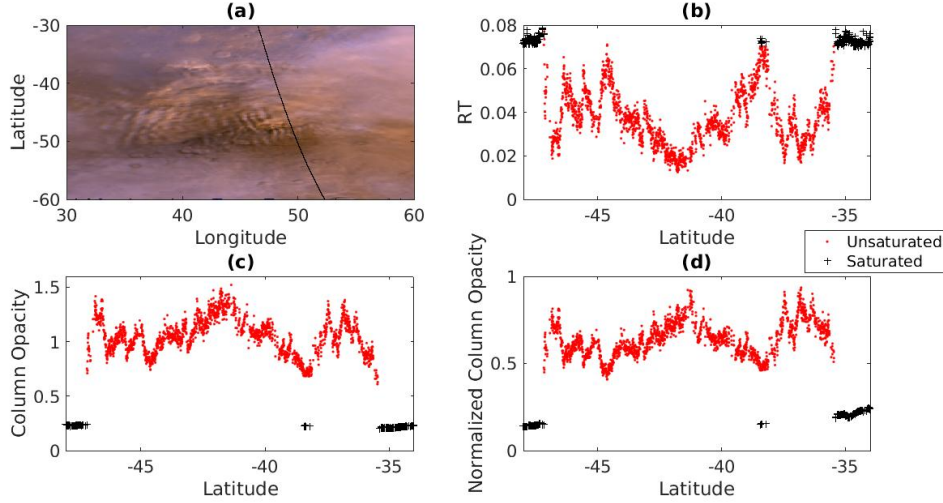 (a)
-30
-40
-50
-60
Latitude
30
40
50
60
Longitude
(b)
0.08
0.06
0.04
0.02
0
RT
-45
-40
-35
Latitude
Unsaturated
Saturated
(c)
1.5
1
0.5
0
Column Opacity
-45
-40
-35
Latitude
(d)
1
0.5
0
Normalized Column Opacity
-45
-40
-35
Latitude